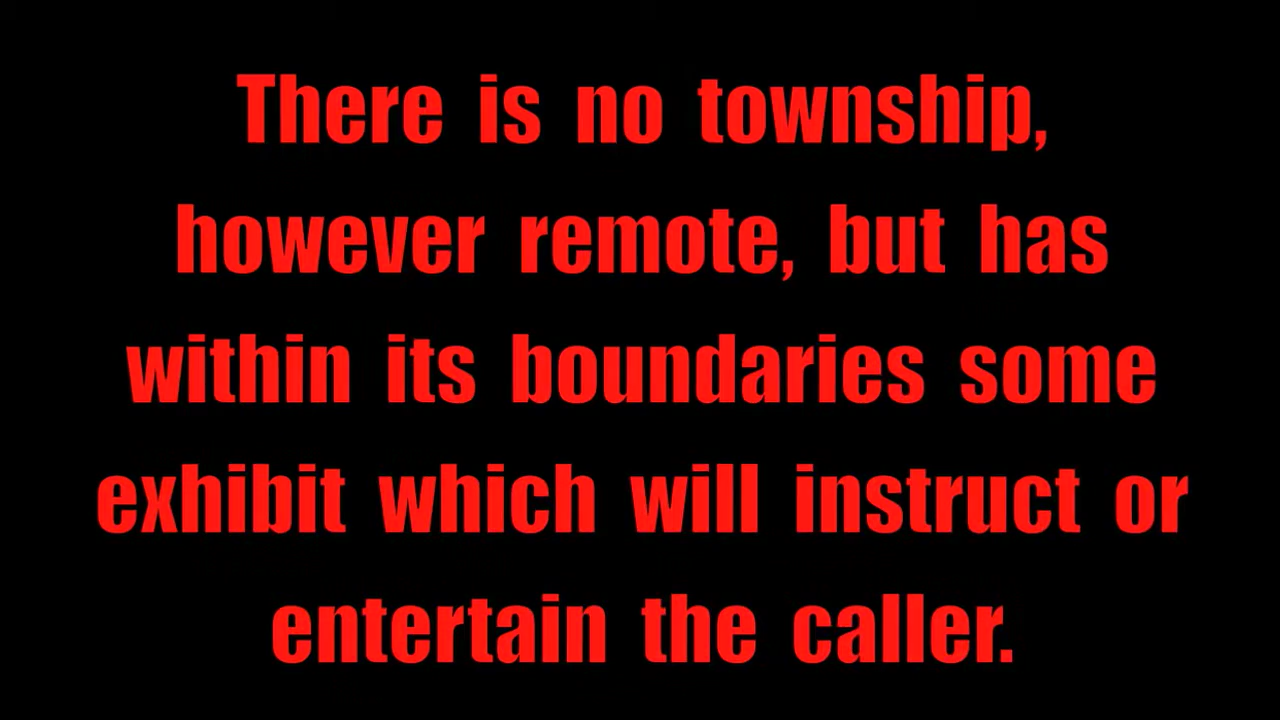 There is no township,
however remote, but has
within its boundaries some
exhibit which will instruct or
entertain the caller.